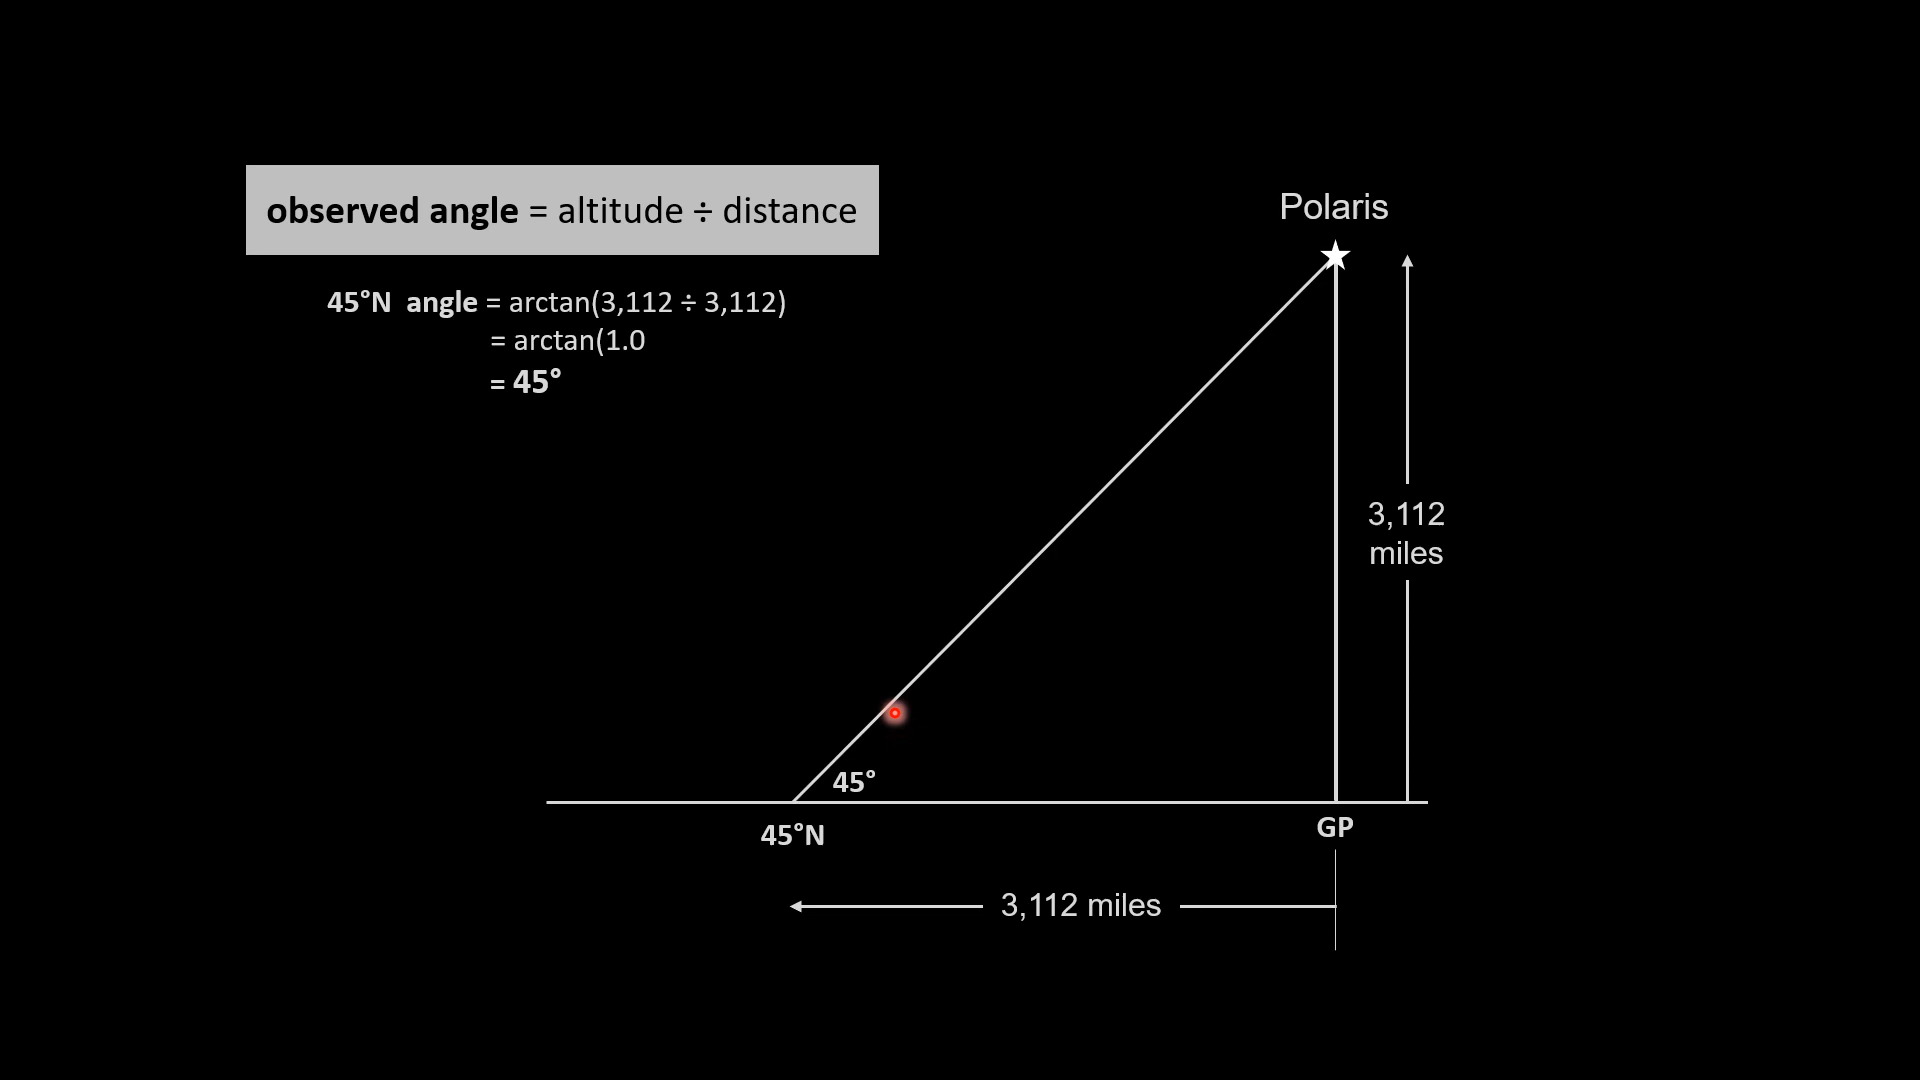 observed angle = altitude ÷ distance
45°N  angle = arctan(3,112 ÷ 3,112)
= arctan(1.0
= 45°
Polaris
3,112
miles
45°
45°N
GP
3,112 miles